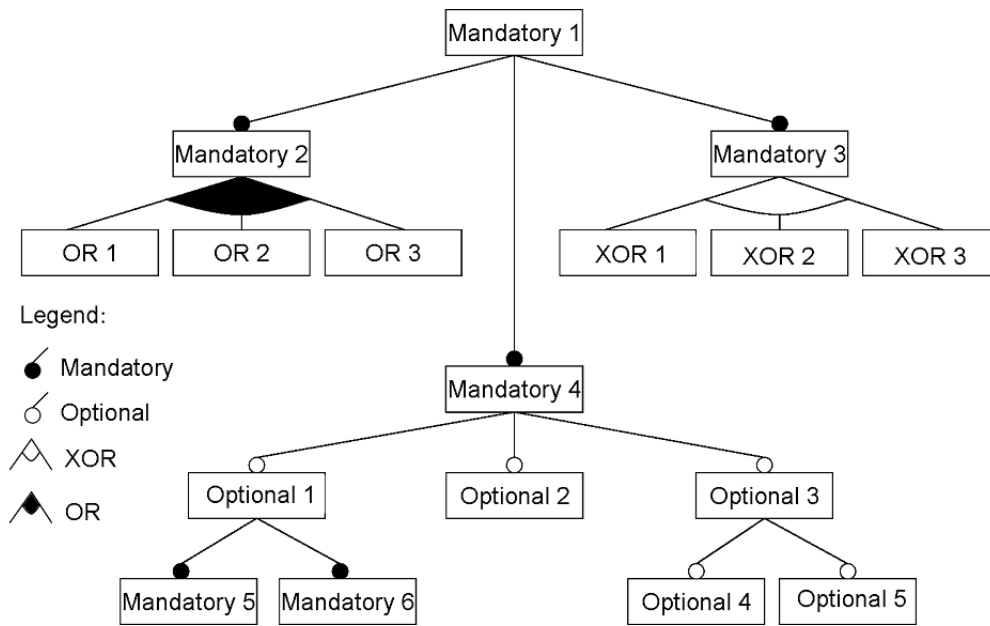 Mandatory 1
Mandatory 2
Mandatory 3
OR 1
OR 2
OR 3
XOR 1
XOR 2
XOR 3
Legend:
Mandatory
Optional
XOR
OR
Mandatory 4
Optional 1
Optional 2
Optional 3
Mandatory 5
Mandatory 6
Optional 4
Optional 5